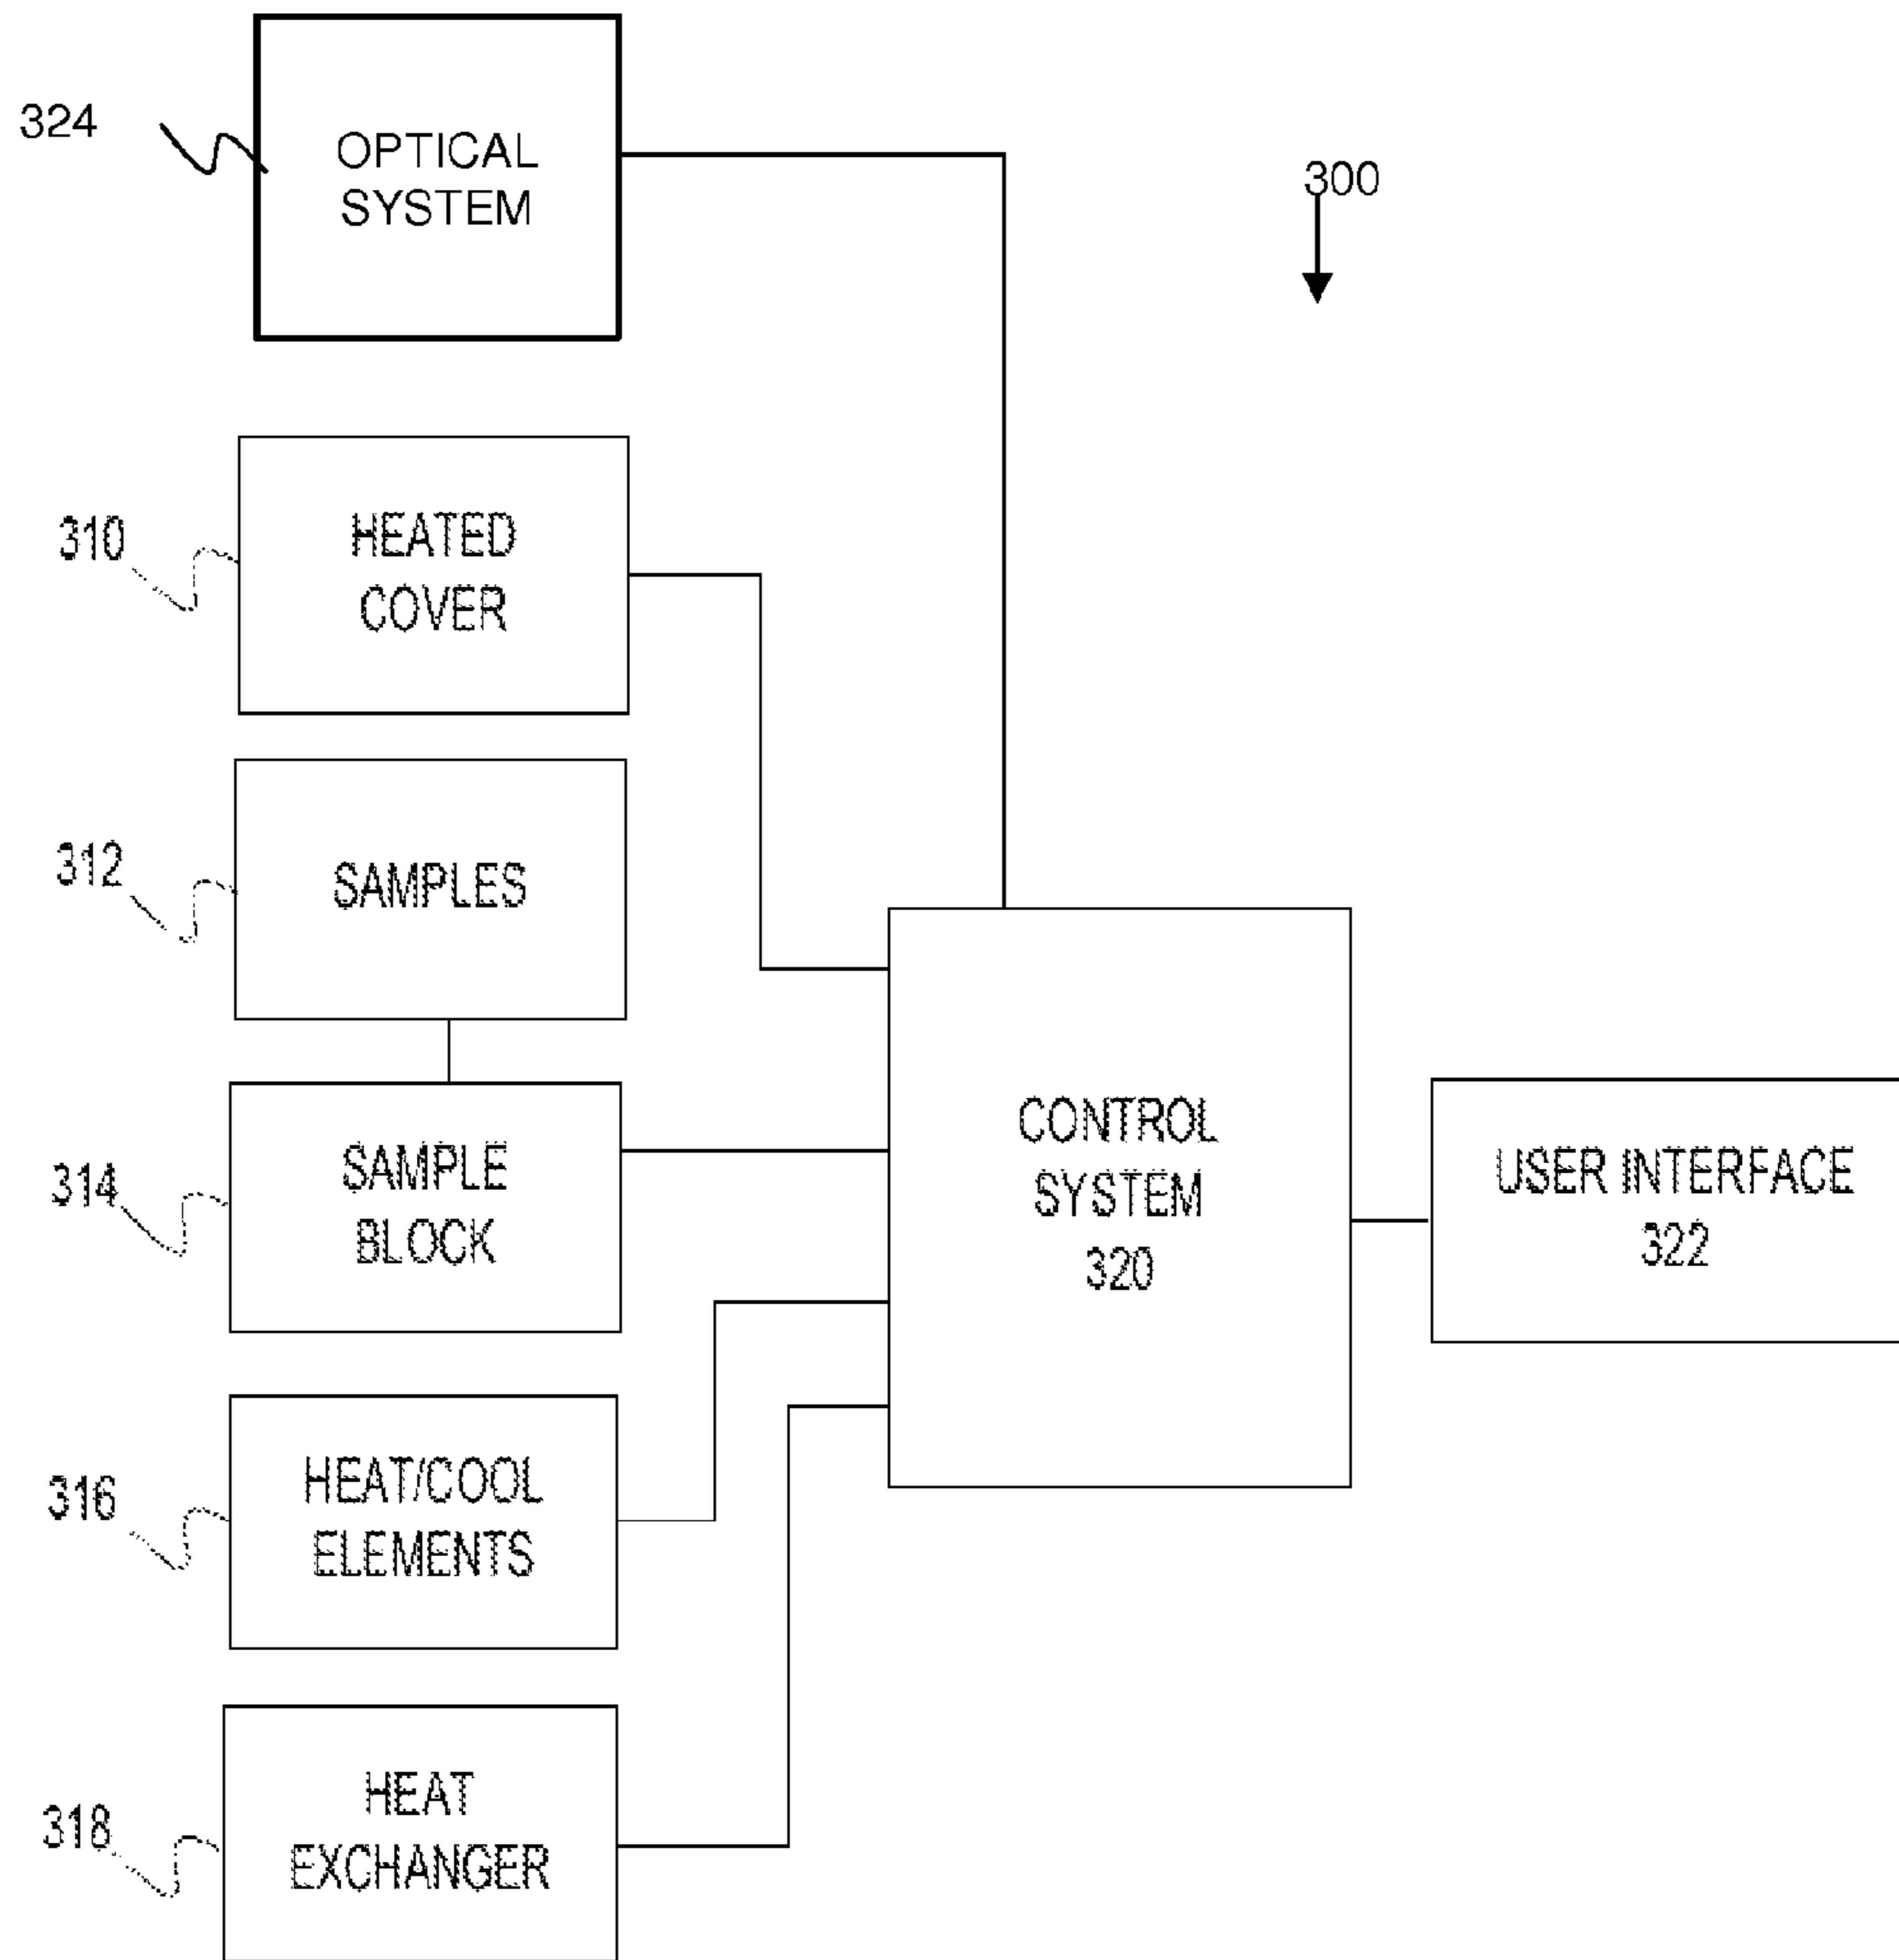 324
OPTICAL
SYSTEM
300
310
HEATED
COVER
312
SAMPLES
314
SAMPLE
BLOCK
CONTROL
SYSTEM
320
USER INTERFACE
322
316
HEAT/COOL
ELEMENTS
318
HEAT
EXCHANGER